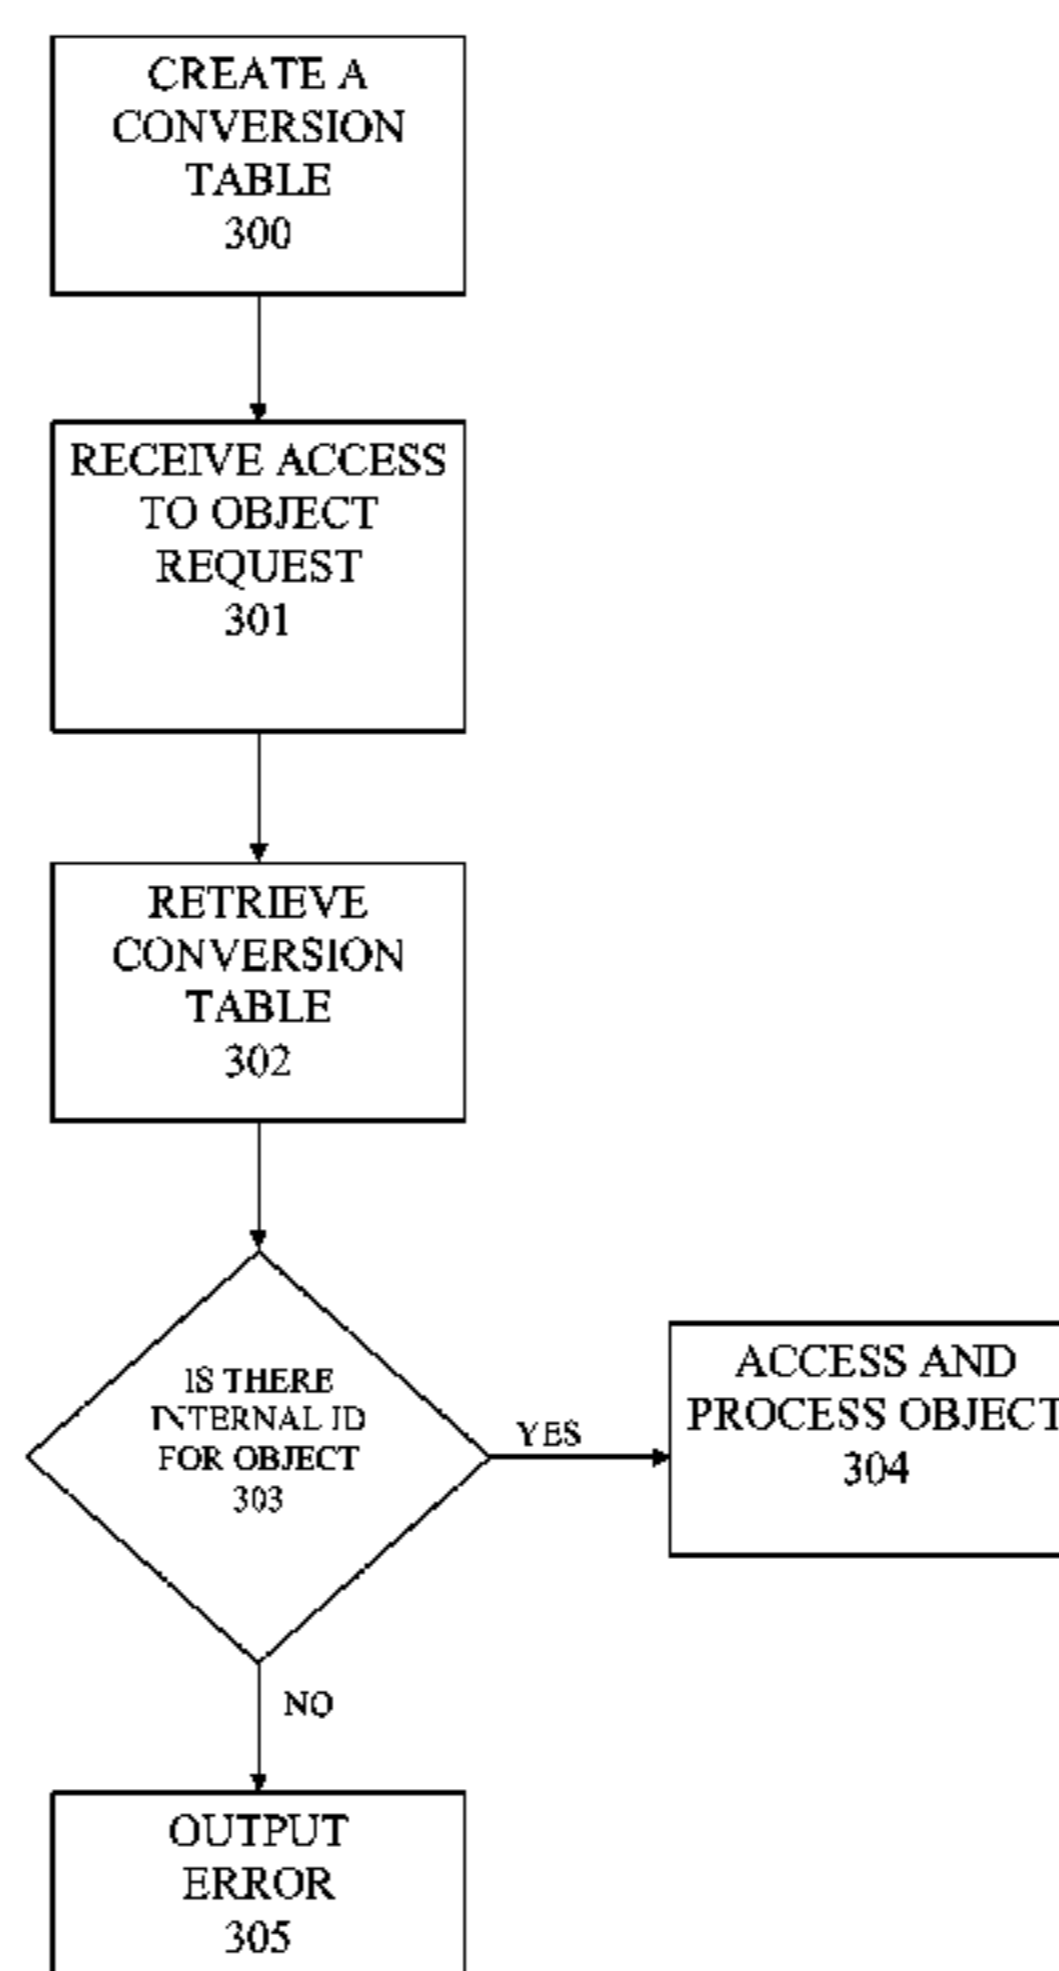 CREATE A
CONVERSION
TABLE
300
RECEIVE ACCESS
TO OBJECT
REQUEST
301
RETRIEVE
CONVERSION
TABLE
302
IS THERE
INTERNAL ID
FOR OBJECT
303
YES
ACCESS AND
PROCESS OBJECT
304
NO
OUTPUT
ERROR
305